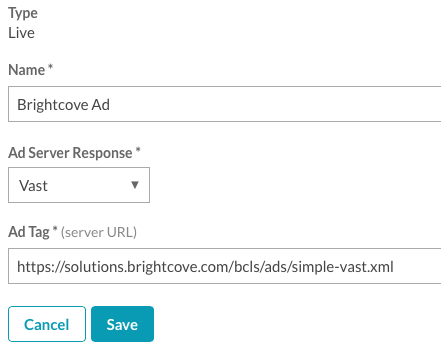 Type
Live
Name *
Brightcove Ad
Ad Server Response *
Vast
Ad Tag * (server URL)
https://solutions.brightcove.com/bcls/ads/simple-vast.xml
Cancel Save